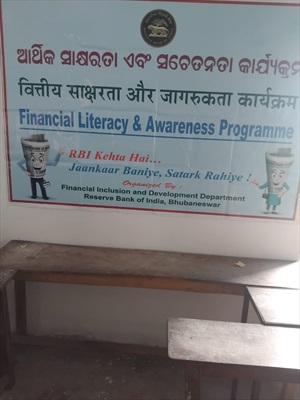 ଆର୍ଥିକ ସାକ୍ଷରତା ଏବଂ ସଚେତନତା କାର୍ଯ୍ୟକ୍ରମ
वित्तीय साक्षरता और जागरुकता कार्यक्रम
Financial Literacy & Awareness Programme
RBI Kehta Hai...
Jaankaar Baniye, Satark Rahiye !
Organized By :
Financial Inclusion and Development Department
Reserve Bank of India, Bhubaneswar